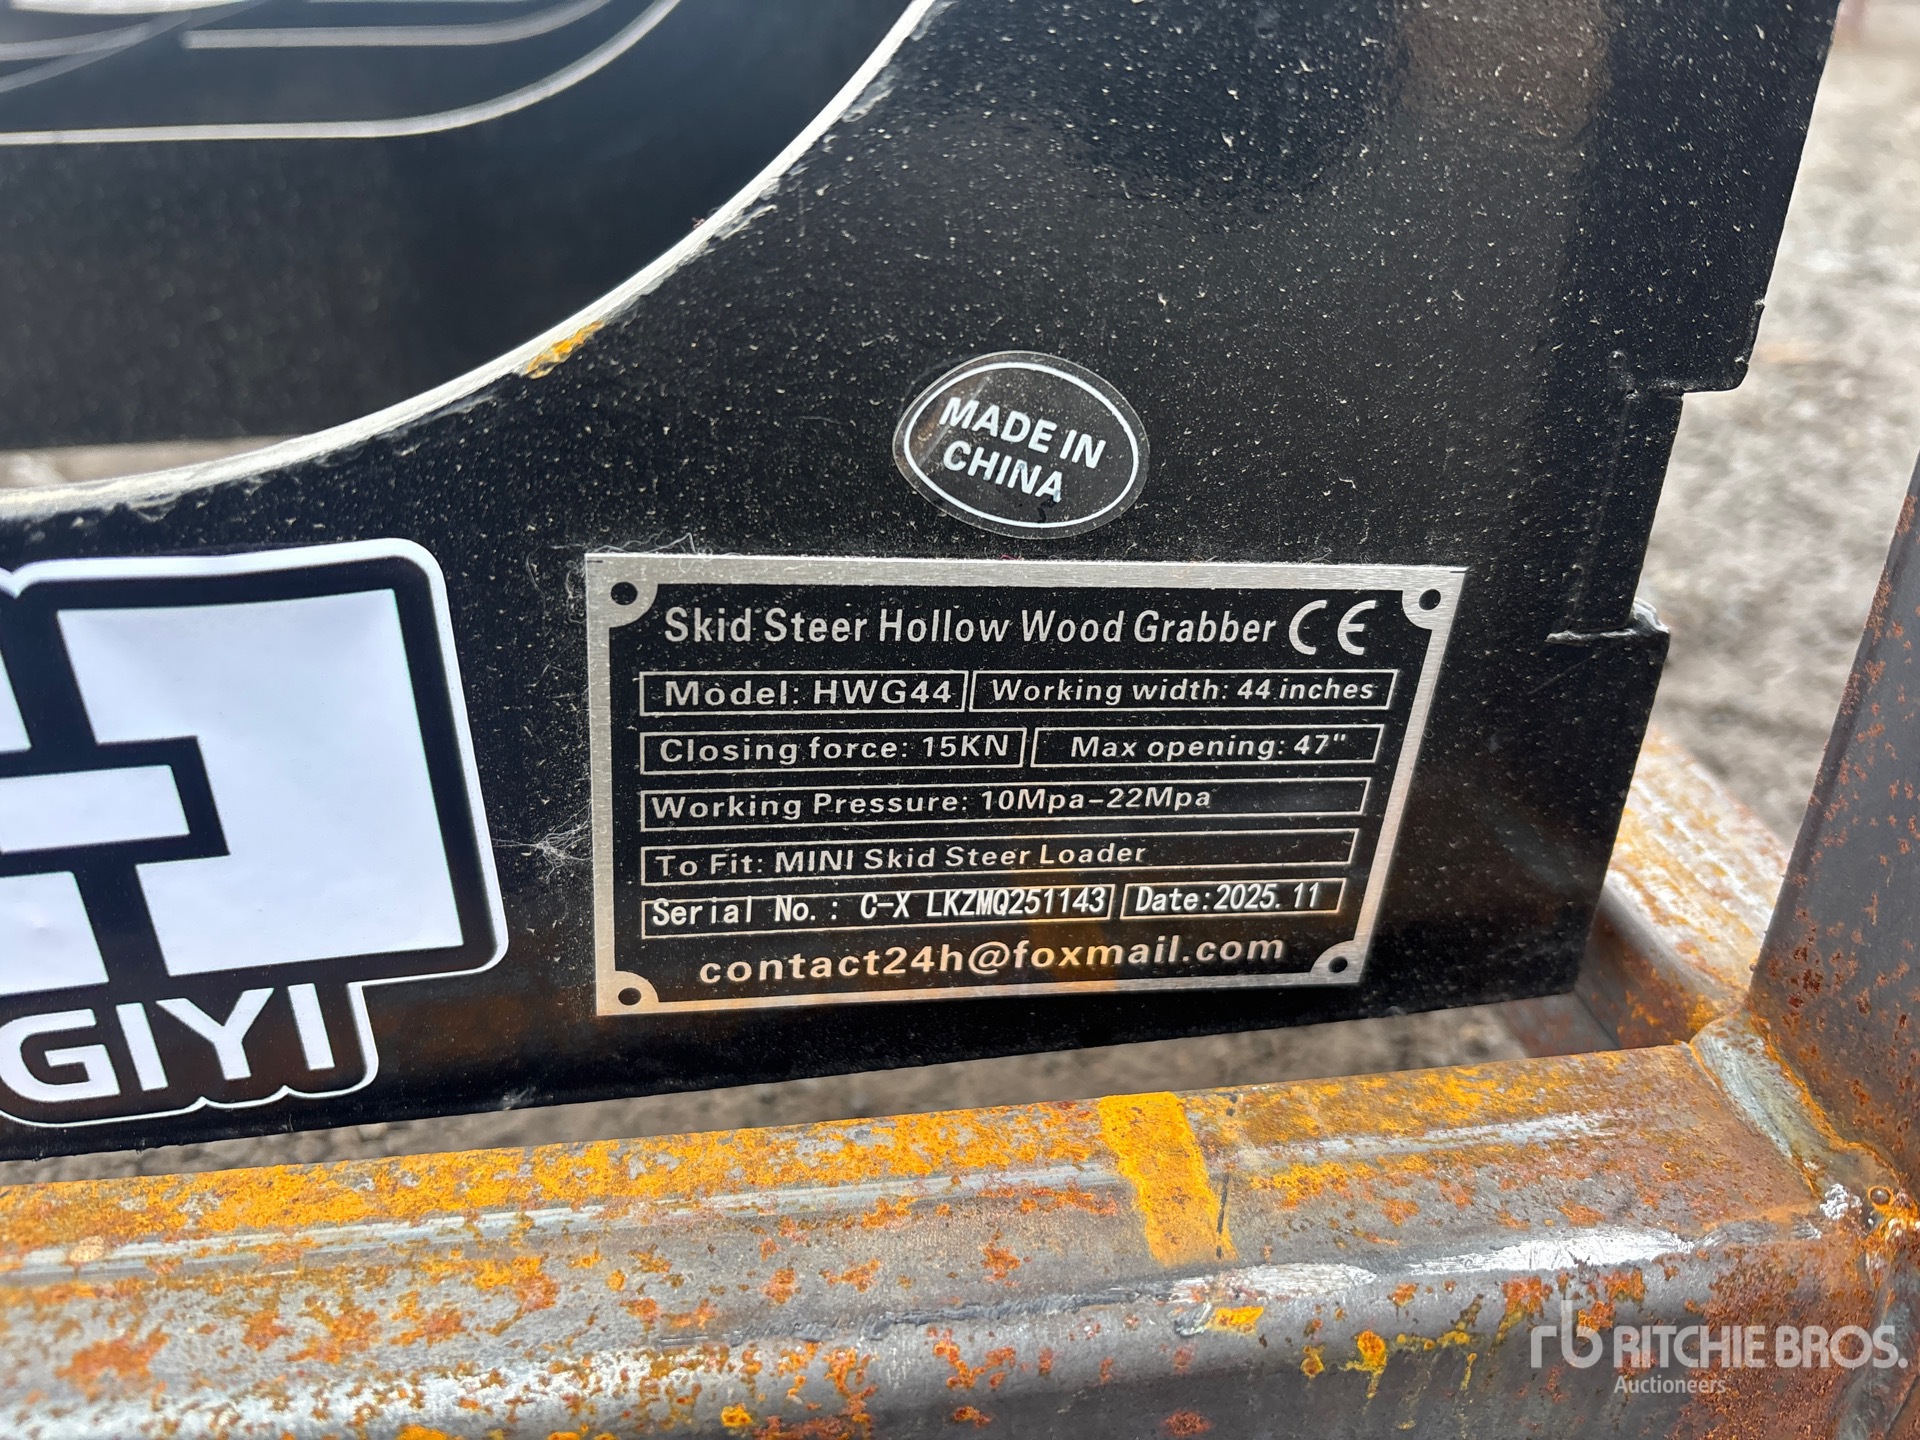 MADE IN
CHINA
Skid Steer Hollow Wood Grabber CE
Model: HWG44 Working width: 44 inches
Closing force: 15KN Max opening: 47"
Working Pressure: 10Mpa-22Mpa
To Fit: MINI Skid Steer Loader
Serial No.: C-X LKZMQ251143 Date:2025.11
contact24h@foxmail.com
GIYI
rb RITCHIE BROS.
Auctioneers